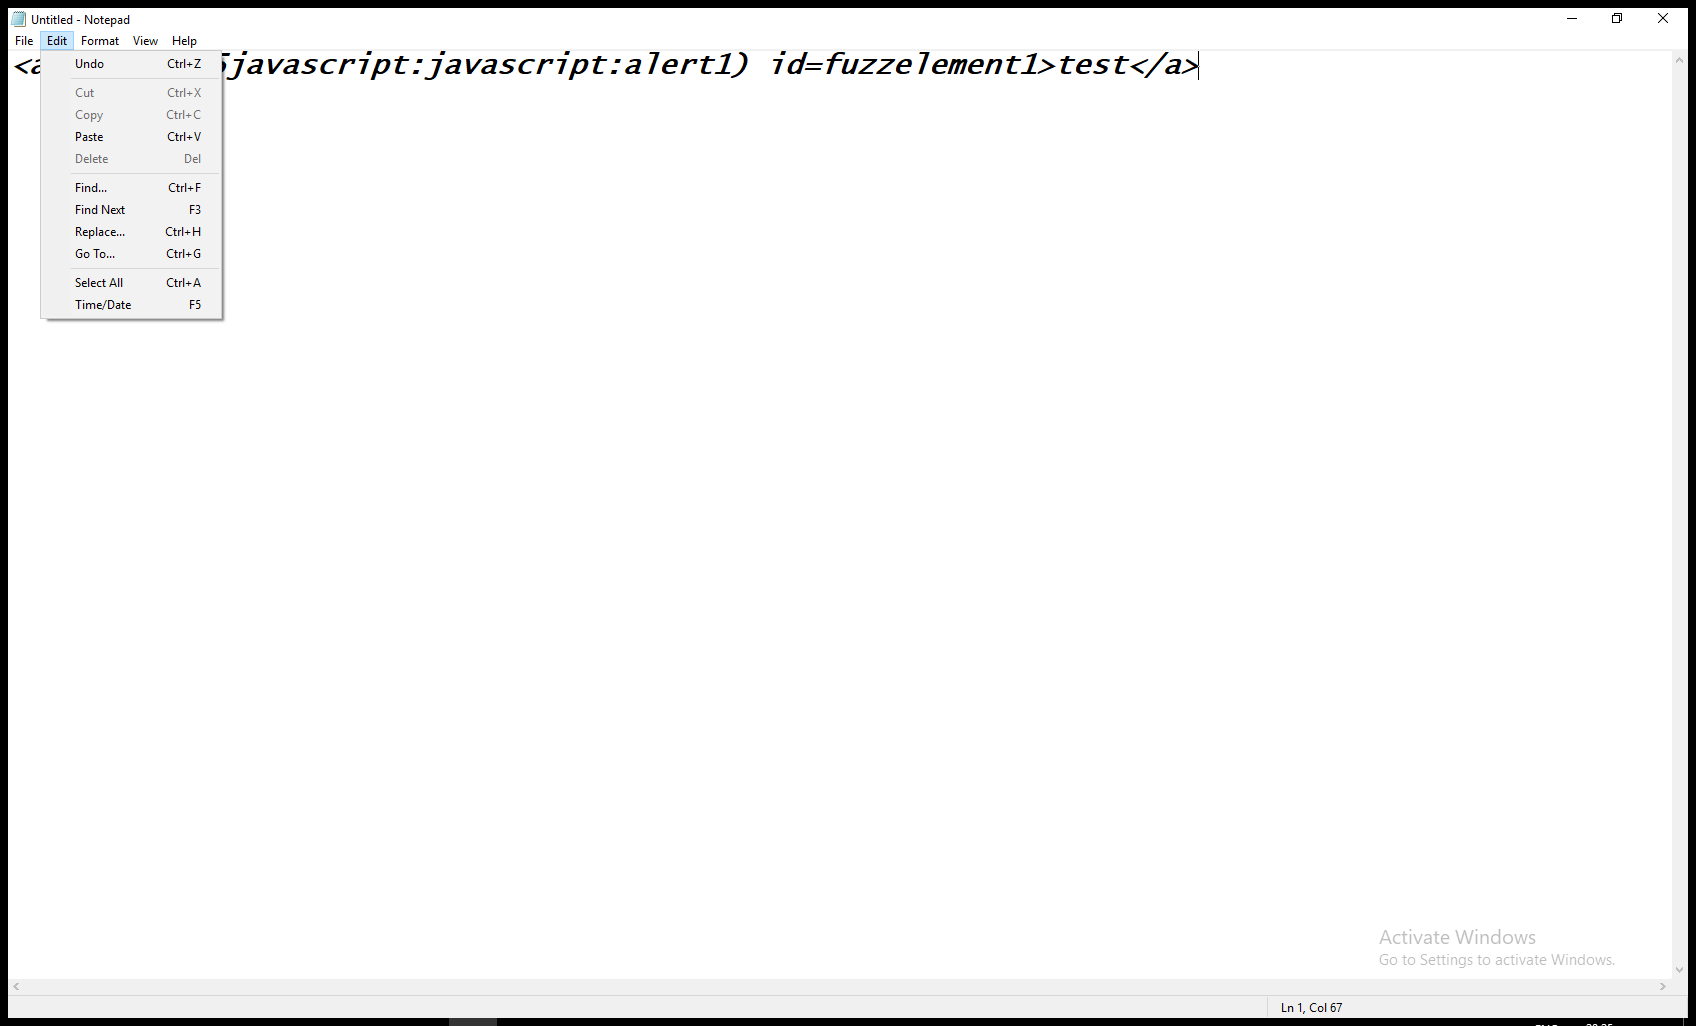 Untitled - Notepad
File Edit Format View Help
javascript:javascript:alert1) id=fuzzelement1>test</a>
Undo Ctrl+Z
Cut Ctrl+X
Copy Ctrl+C
Paste Ctrl+V
Delete Del
Find... Ctrl+F
Find Next F3
Replace... Ctrl+H
Go To... Ctrl+G
Select All Ctrl+A
Time/Date F5
Activate Windows
Go to Settings to activate Windows.
Ln 1, Col 67